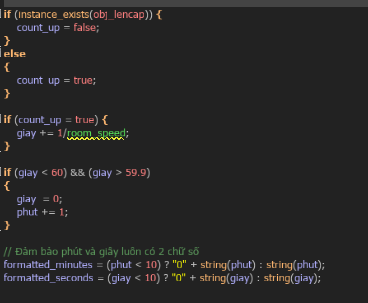 if (instance_exists(obj_lencap)) {
count_up = false;
}
else
{
count_up = true;
}
if (count_up = true) {
giay += 1/room_speed;
}
if (giay < 60) && (giay > 59.9)
{
giay = 0;
phut += 1;
}
// Đảm bảo phút và giây luôn có 2 chữ số
formatted_minutes = (phut < 10) ? "0" + string(phut) : string(phut);
formatted_seconds = (giay < 10) ? "0" + string(giay) : string(giay);